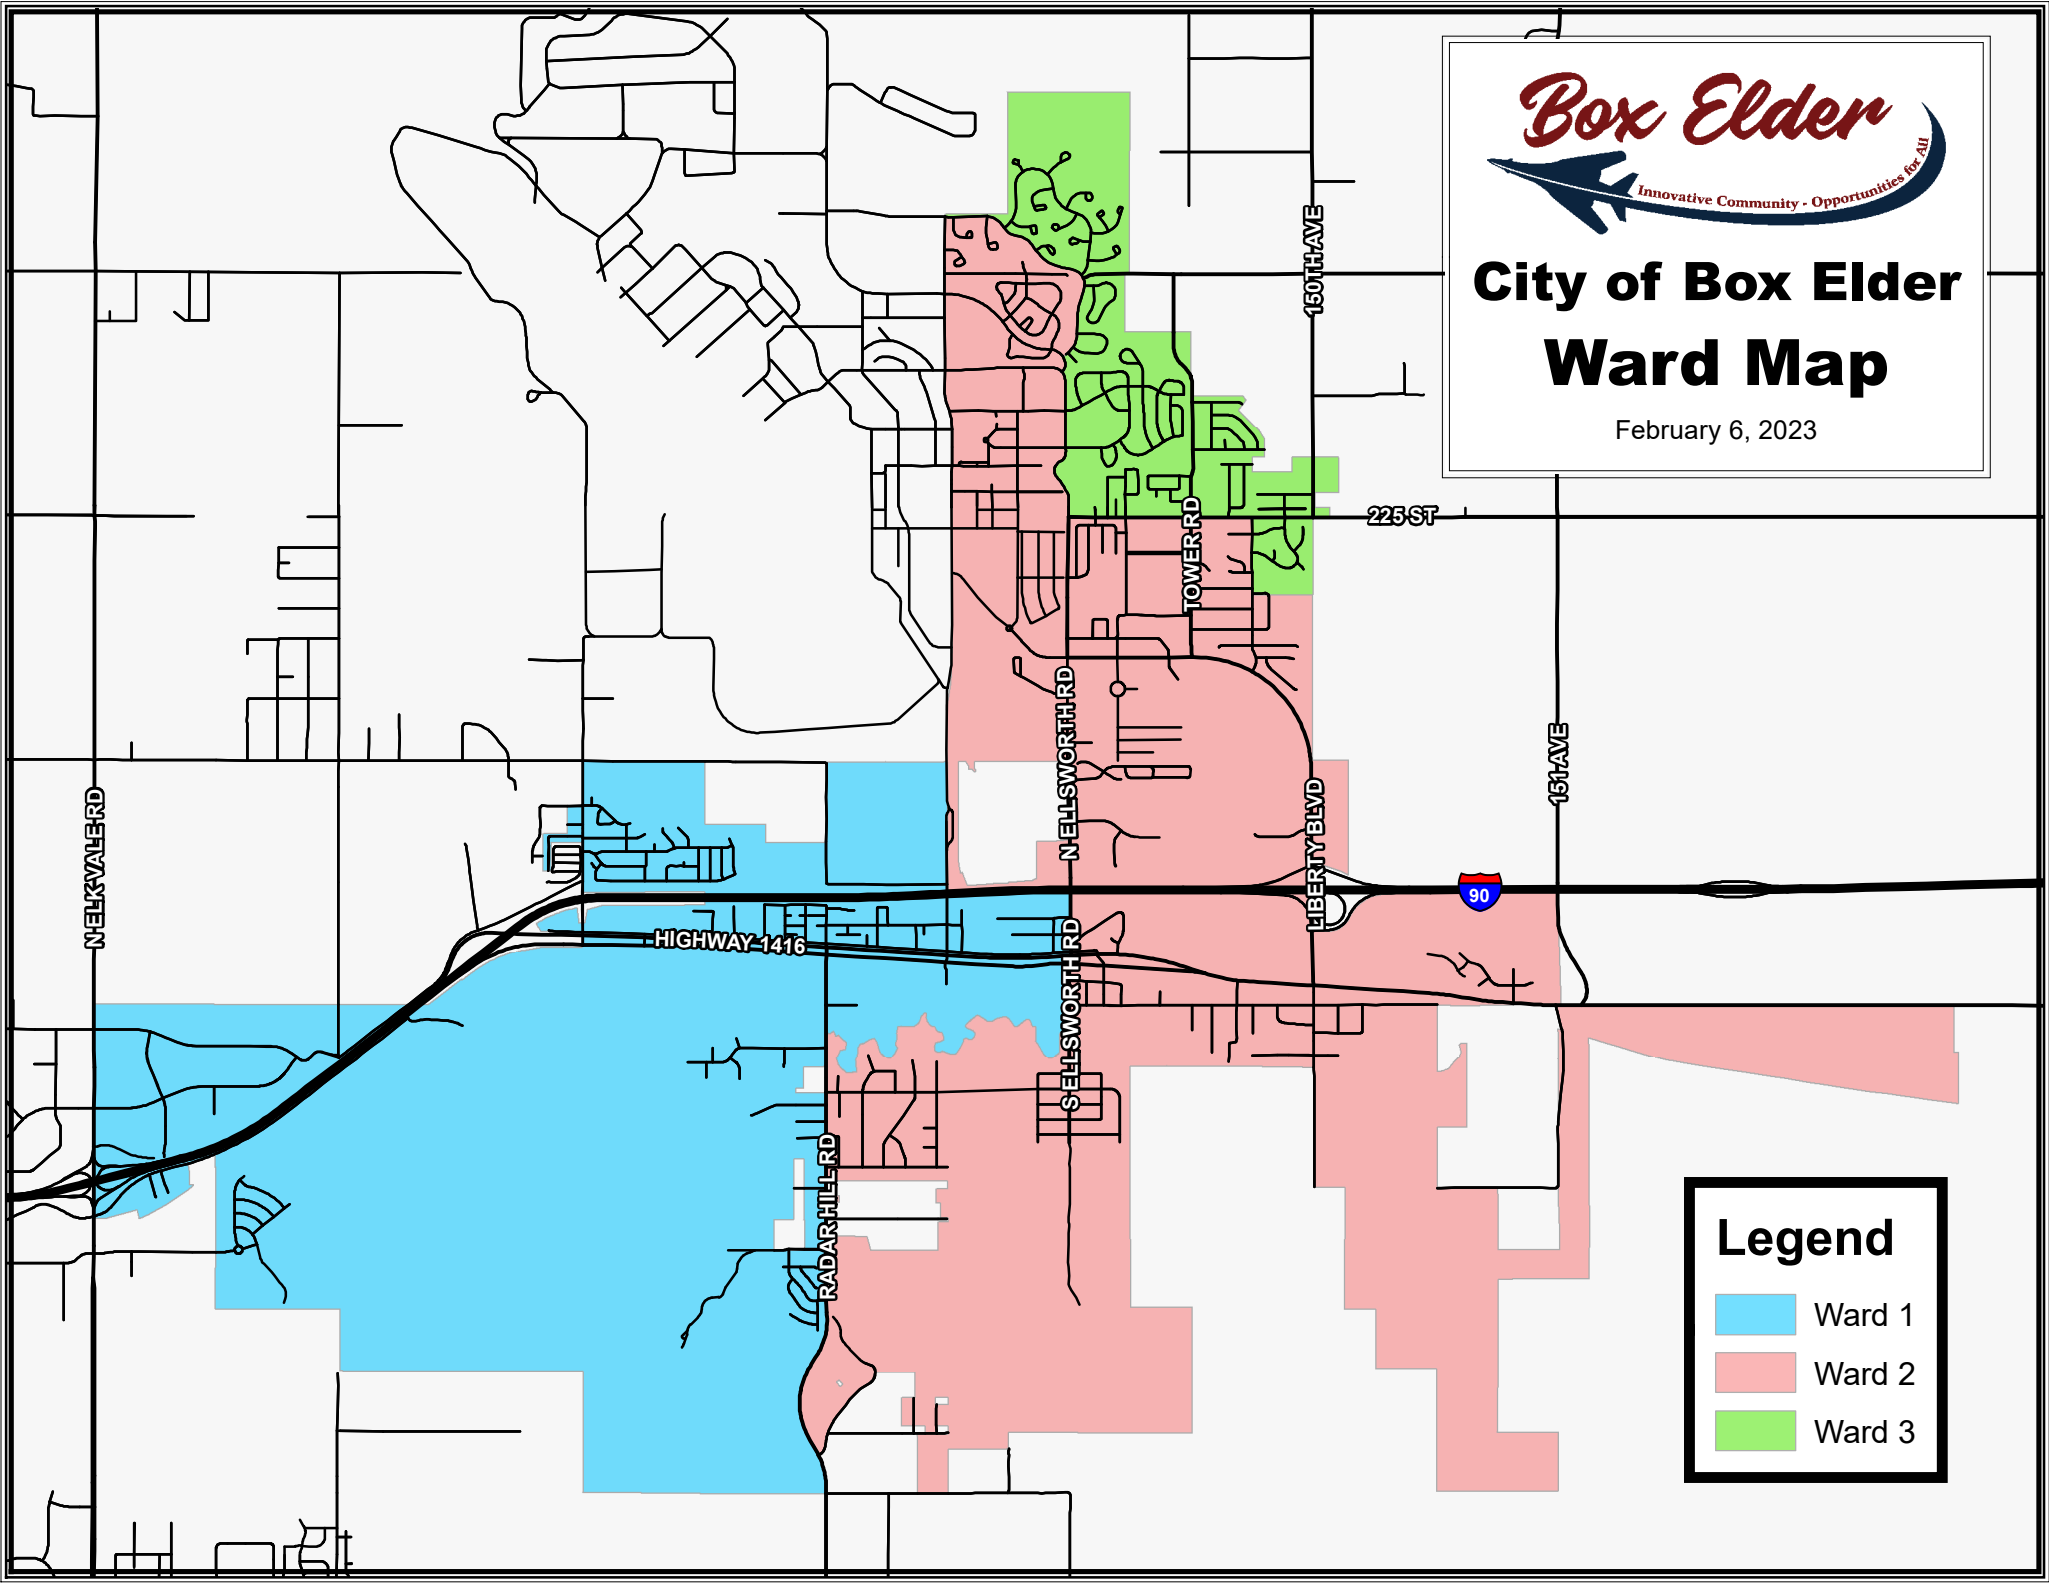 Box Elder
Innovative Community - Opportunities for All
City of Box Elder
Ward Map
February 6, 2023
150TH AVE
225 ST
TOWER RD
N ELLSWORTH RD
151 AVE
LIBERTY BLVD
N ELK VALE RD
90
HIGHWAY 1416
S ELLSWORTH RD
RADAR HILL RD
Legend
Ward 1
Ward 2
Ward 3